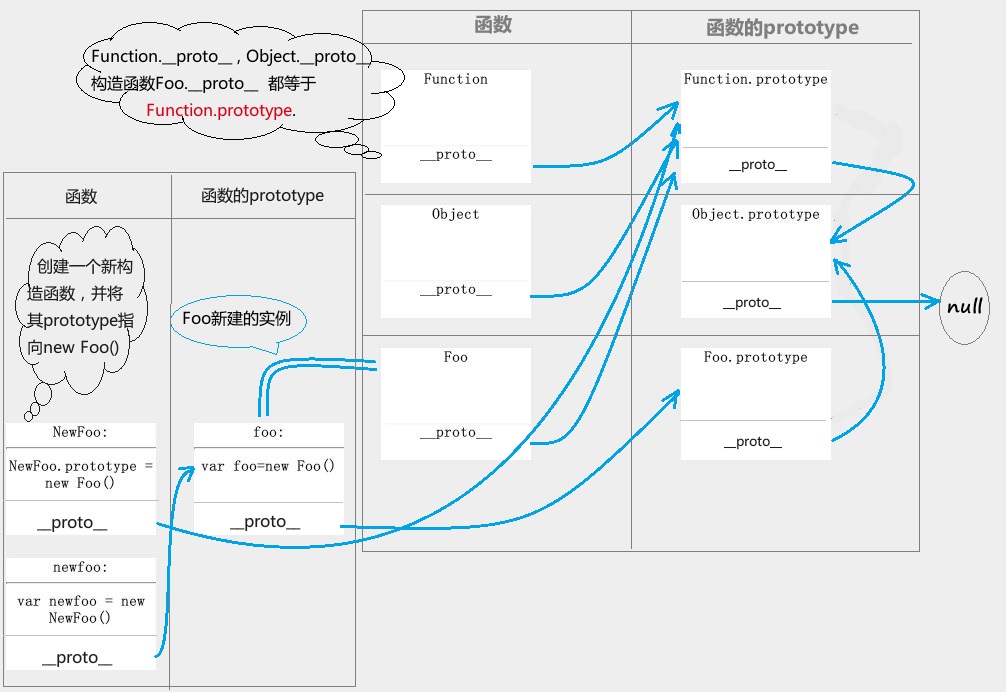 函数
函数的prototype
Function.__proto__ , Object.__proto__
构造函数Foo.__proto__ 都等于
Function.prototype.
Function
__proto__
Function.prototype
__proto__
Object
__proto__
Object.prototype
__proto__
null
Foo
__proto__
Foo.prototype
__proto__
函数
函数的prototype
创建一个新构
造函数，并将
其prototype指
向new Foo()
Foo新建的实例
NewFoo:
NewFoo.prototype =
new Foo()
__proto__
foo:
var foo=new Foo()
__proto__
newfoo:
var newfoo = new
NewFoo()
__proto__